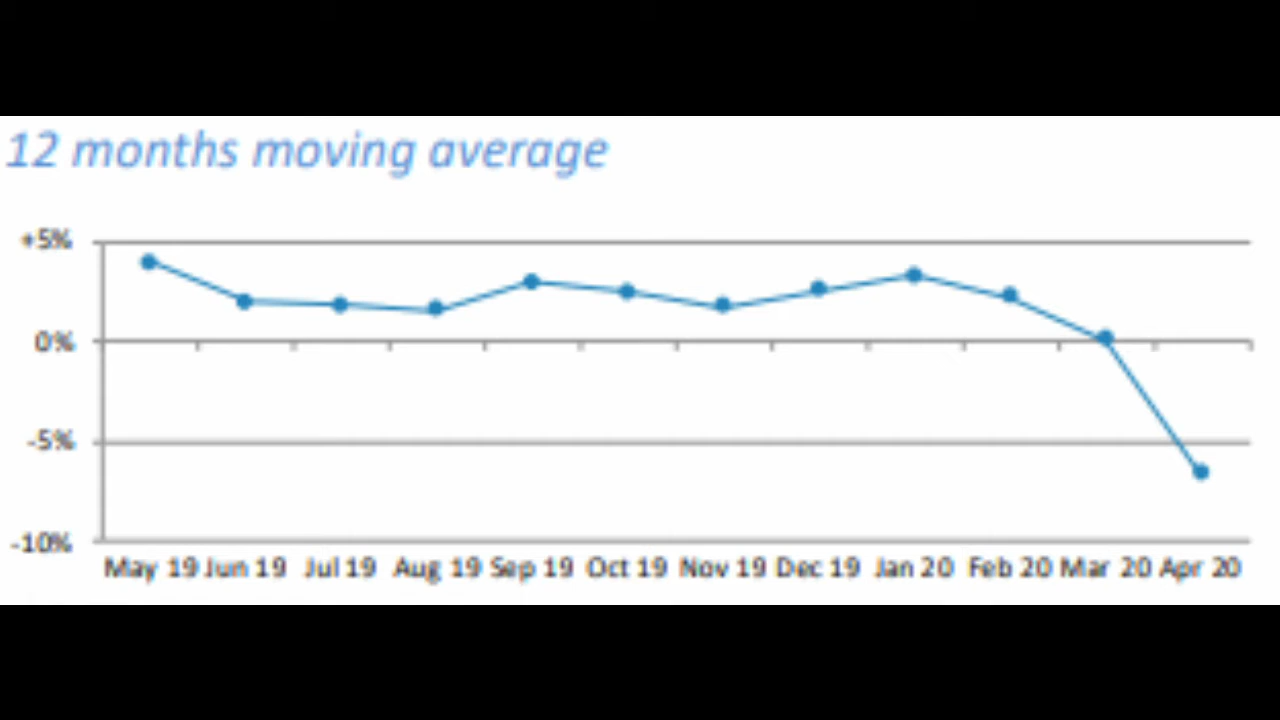 12 months moving average
+5%
0%
-5%
-10%
May 19 Jun 19 Jul 19 Aug 19 Sep 19 Oct 19 Nov 19 Dec 19 Jan 20 Feb 20 Mar 20 Apr 20